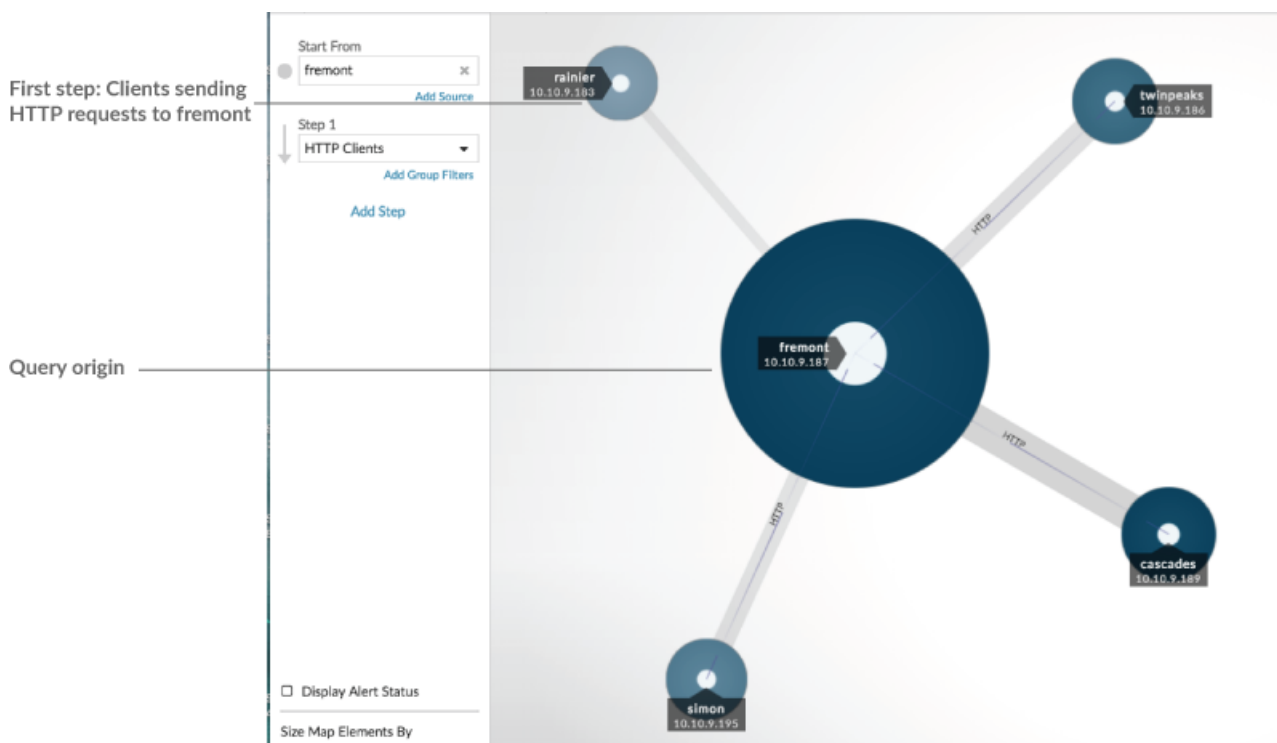 First step: Clients sending
HTTP requests to fremont
Query origin
Start From
fremont
Add Source
Step 1
HTTP Clients
Add Group Filters
Add Step
Display Alert Status
Size Map Elements By
rainier
10.10.9.183
twinpeaks
10.10.9.186
HTTP
fremont
10.10.9.187
HTTP
cascades
10.10.9.189
HTTP
simon
10.10.9.195